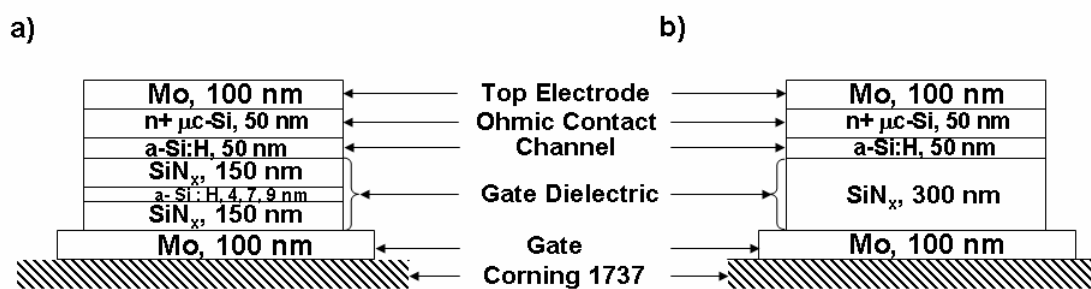 a)
b)
Mo, 100 nm
n+ μc-Si, 50 nm
a-Si:H, 50 nm
SiNx, 150 nm
a- Si : H, 4, 7, 9 nm
SiNx, 150 nm
Mo, 100 nm
Top Electrode
Ohmic Contact
Channel
Gate Dielectric
Gate
Corning 1737
Mo, 100 nm
n+ μc-Si, 50 nm
a-Si:H, 50 nm
SiNx, 300 nm
Mo, 100 nm